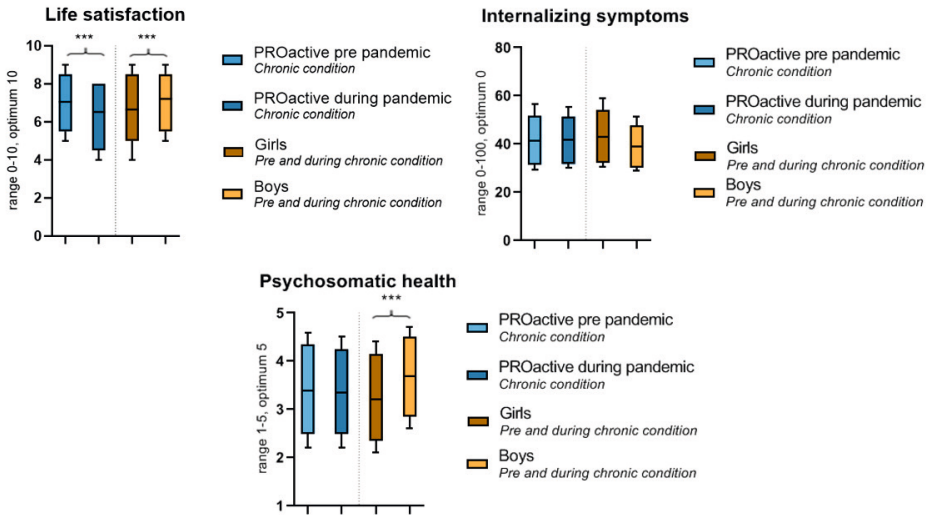 Life satisfaction
*** ***
range 0-10, optimum 10
10
8
6
4
2
0
PROactive pre pandemic
Chronic condition
PROactive during pandemic
Chronic condition
Girls
Pre and during chronic condition
Boys
Pre and during chronic condition
Internalizing symptoms
range 0-100, optimum 0
80
60
40
20
0
PROactive pre pandemic
Chronic condition
PROactive during pandemic
Chronic condition
Girls
Pre and during chronic condition
Boys
Pre and during chronic condition
Psychosomatic health
***
range 1-5, optimum 5
5
4
3
2
1
PROactive pre pandemic
Chronic condition
PROactive during pandemic
Chronic condition
Girls
Pre and during chronic condition
Boys
Pre and during chronic condition